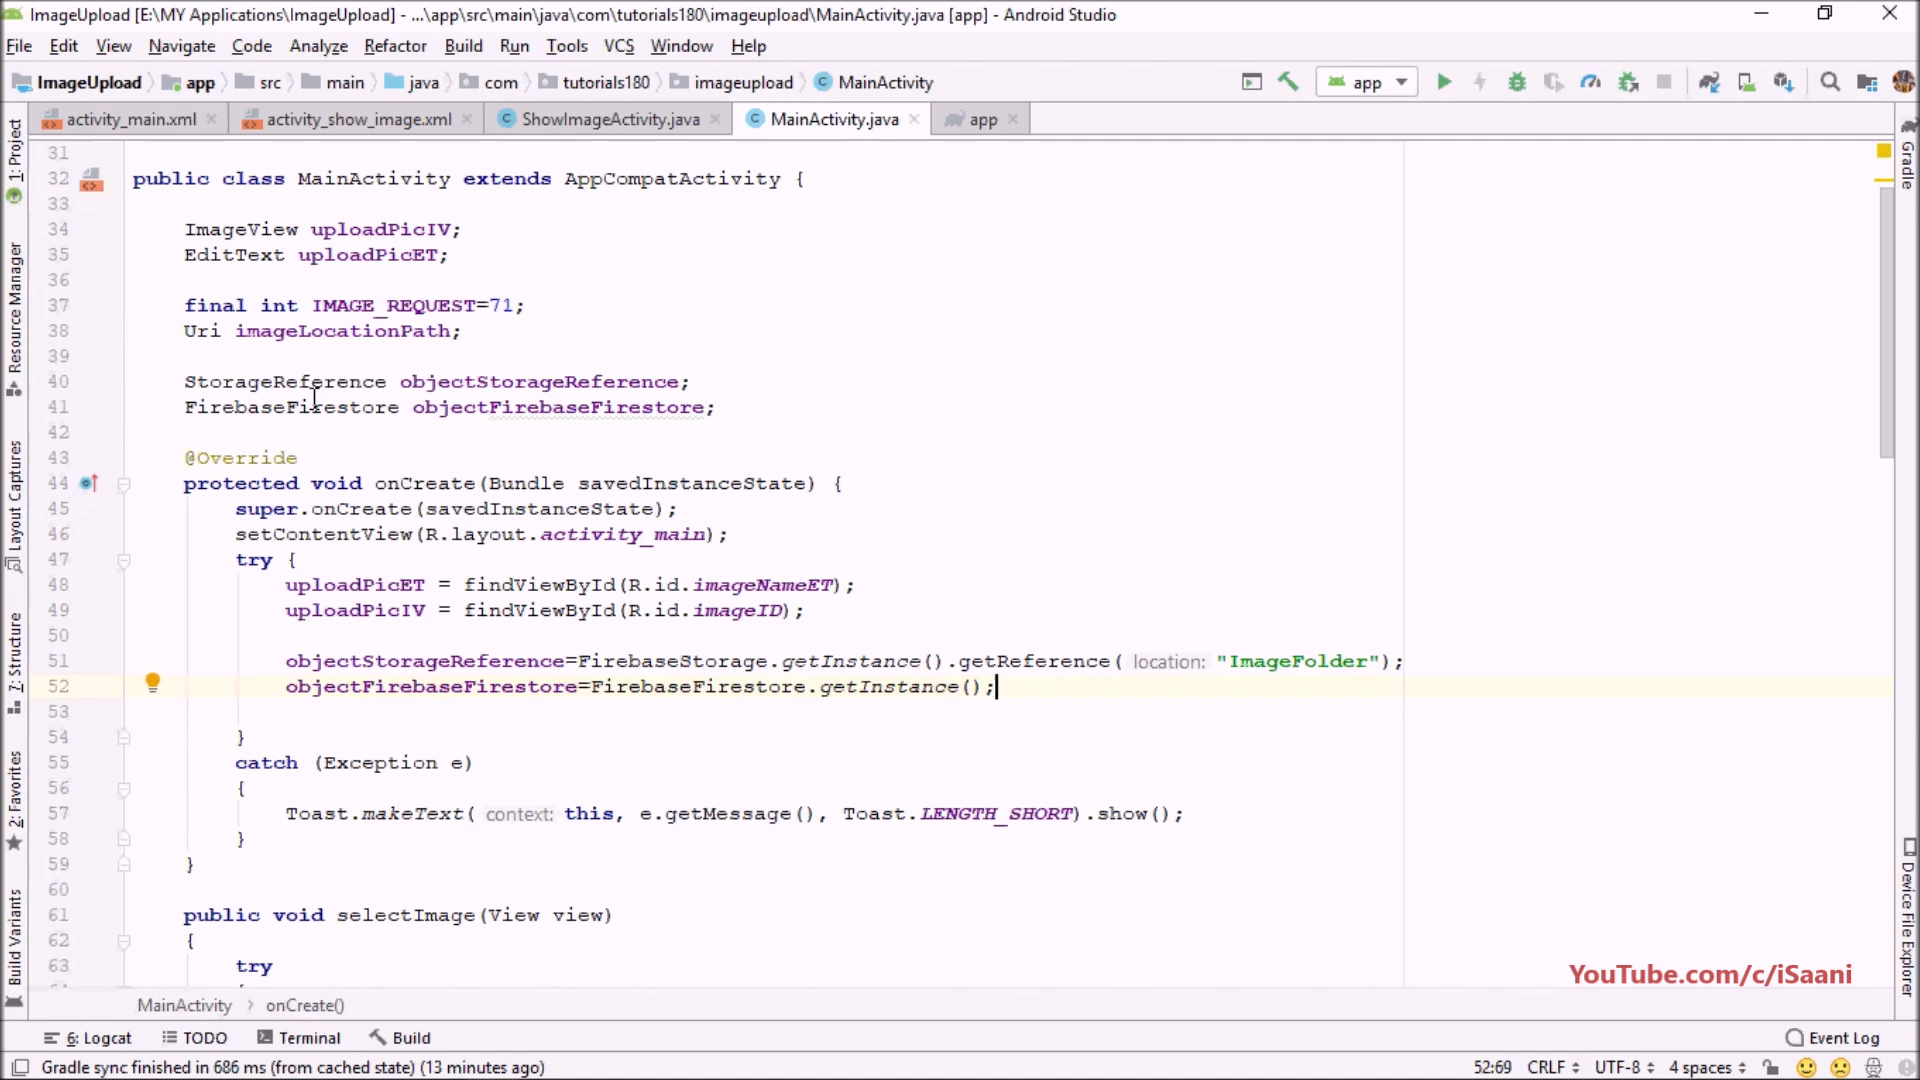 ImageUpload [E:\MY Applications\ImageUpload] - ...\app\src\main\java\com\tutorials180\imageupload\MainActivity.java [app] - Android Studio
File Edit View Navigate Code Analyze Refactor Build Run Tools VCS Window Help
ImageUpload app src main java com tutorials180 imageupload MainActivity app
activity_main.xml activity_show_image.xml ShowImageActivity.java MainActivity.java app
31
32 public class MainActivity extends AppCompatActivity {
33
34 ImageView uploadPicIV;
35 EditText uploadPicET;
36
37 final int IMAGE_REQUEST=71;
38 Uri imageLocationPath;
39
40 StorageReference objectStorageReference;
41 FirebaseFirestore objectFirebaseFirestore;
42
43 @Override
44 protected void onCreate(Bundle savedInstanceState) {
45 super.onCreate(savedInstanceState);
46 setContentView(R.layout.activity_main);
47 try {
48 uploadPicET = findViewById(R.id.imageNameET);
49 uploadPicIV = findViewById(R.id.imageID);
50
51 objectStorageReference=FirebaseStorage.getInstance().getReference( location: "ImageFolder");
52 objectFirebaseFirestore=FirebaseFirestore.getInstance();
53
54 }
55 catch (Exception e)
56 {
57 Toast.makeText( context: this, e.getMessage(), Toast.LENGTH_SHORT).show();
58 }
59 }
60
61 public void selectImage(View view)
62 {
63 try
MainActivity > onCreate()
1: Project
Resource Manager
Layout Captures
7: Structure
2: Favorites
Build Variants
Gradle
Device File Explorer
YouTube.com/c/iSaani
6: Logcat TODO Terminal Build Event Log
Gradle sync finished in 686 ms (from cached state) (13 minutes ago) 52:69 CRLF UTF-8 4 spaces